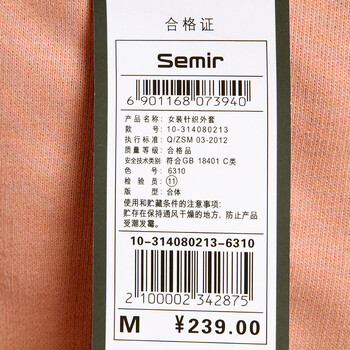 合格证
Semir
6 901168 073940
产品名称: 女装针织外套
款 号: 10-314080213
执行标准: Q/ZSM 03-2012
质量等级: 合格品
安全技术类别: 符合GB 18401 C类
色 号: 6310
检 验 员: ⑪
版 型: 合体
使用和贮藏条件的注意事项:
贮存在保持通风干燥的地方, 防止产品
受潮发霉。
10-314080213-6310
2 100002 342875
M ¥239.00